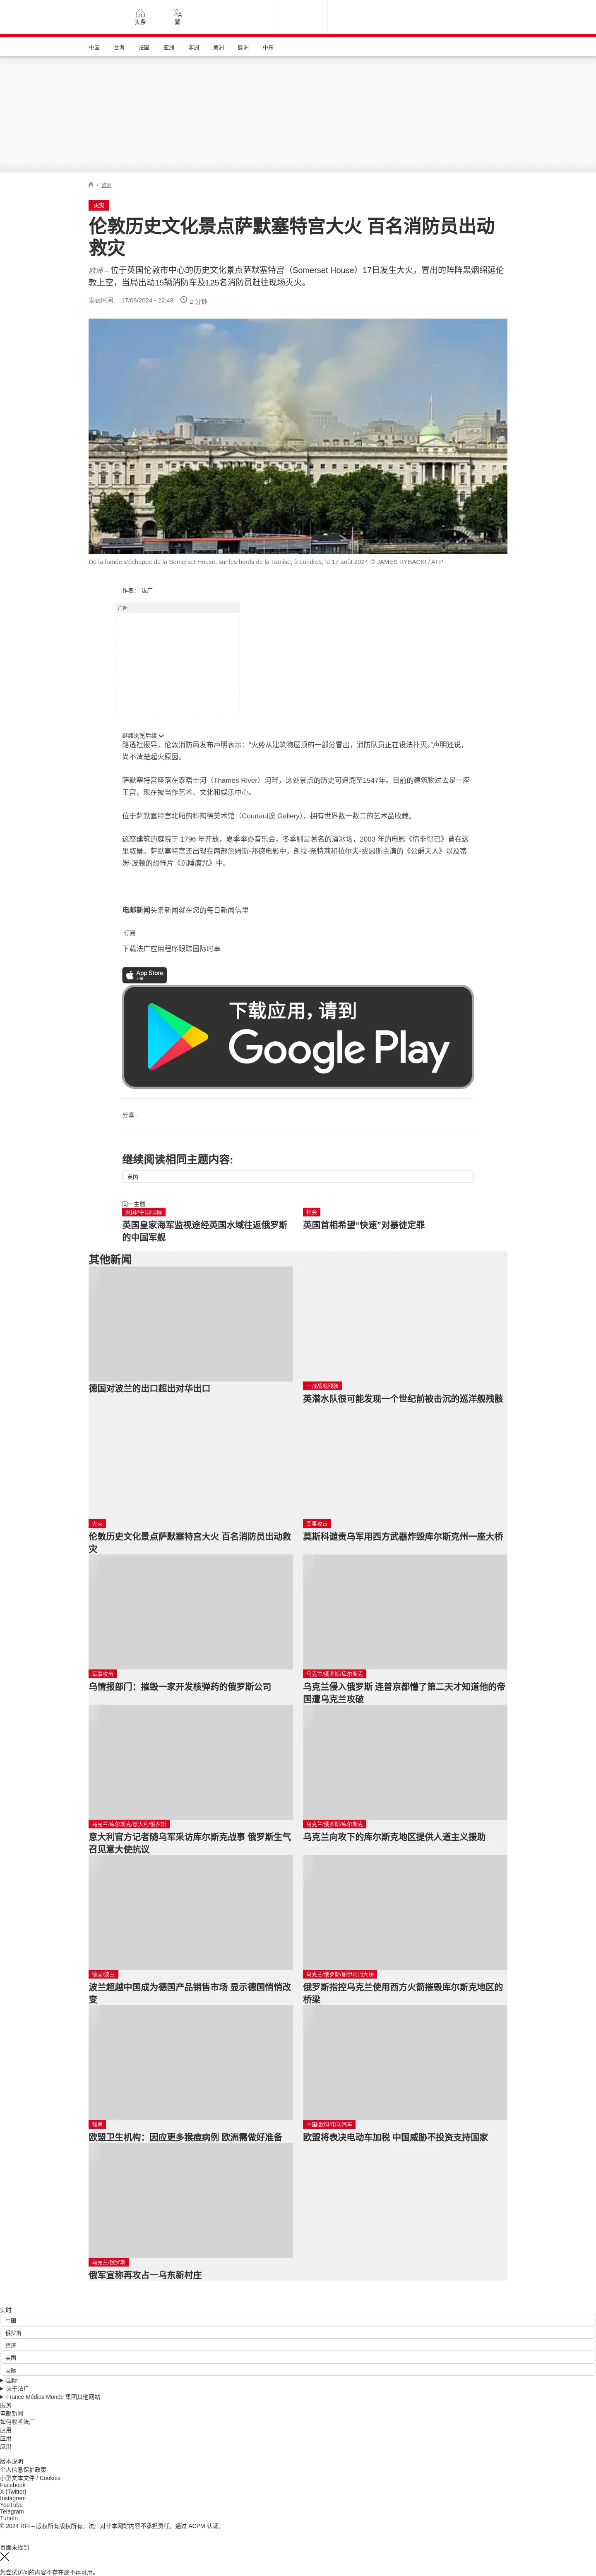 头条
繁
中国 台海 法国 亚洲 非洲 美洲 欧洲 中东
/ 欧洲
火灾
伦敦历史文化景点萨默塞特宫大火 百名消防员出动
救灾
欧洲 – 位于英国伦敦市中心的历史文化景点萨默塞特宫（Somerset House）17日发生大火，冒出的阵阵黑烟绵延伦
敦上空，当局出动15辆消防车及125名消防员赶往现场灭火。
发表时间： 17/08/2024 - 22:49 2 分钟
De la fumée s'échappe de la Somerset House, sur les bords de la Tamise, à Londres, le 17 août 2024 © JAMES RYBACKI / AFP
作者： 法广
广告
继续浏览后续
路透社报导，伦敦消防局发布声明表示：“火势从建筑物屋顶的一部分冒出，消防队员正在设法扑灭。”声明还说，
尚不清楚起火原因。
萨默塞特宫座落在泰晤士河（Thames River）河畔，这处景点的历史可追溯至1547年。目前的建筑物过去是一座
王宫，现在被当作艺术、文化和娱乐中心。
位于萨默塞特宫北厢的科陶德美术馆（Courtaul诶 Gallery），拥有世界数一数二的艺术品收藏。
这座建筑的庭院于 1796 年开放，夏季举办音乐会，冬季则是著名的溜冰场，2003 年的电影《情非得已》曾在这
里取景。萨默塞特宫还出现在两部詹姆斯-邦德电影中，凯拉-奈特莉和拉尔夫-费因斯主演的《公爵夫人》以及蒂
姆-波顿的恐怖片《沉睡魔咒》中。
电邮新闻头条新闻就在您的每日新闻信里
订阅
下载法广应用程序跟踪国际时事
App Store
下载
下载应用，请到
Google Play
分享 :
继续阅读相同主题内容:
英国
同一主题
英国//中国/国际
英国皇家海军监视途经英国水域往返俄罗斯
的中国军舰
社会
英国首相希望“快速”对暴徒定罪
其他新闻
德国对波兰的出口超出对华出口
一战战舰残骸
英潜水队很可能发现一个世纪前被击沉的巡洋舰残骸
火灾
伦敦历史文化景点萨默塞特宫大火 百名消防员出动救
灾
军事攻击
莫斯科谴责乌军用西方武器炸毁库尔斯克州一座大桥
军事攻击
乌情报部门：摧毁一家开发核弹药的俄罗斯公司
乌克兰/俄罗斯/库尔斯克
乌克兰侵入俄罗斯 连普京都懵了第二天才知道他的帝
国遭乌克兰攻破
乌克兰/库尔斯克/意大利/俄罗斯
意大利官方记者随乌军采访库尔斯克战事 俄罗斯生气
召见意大使抗议
乌克兰/俄罗斯/库尔斯克
乌克兰向攻下的库尔斯克地区提供人道主义援助
德国/波兰
波兰超越中国成为德国产品销售市场 显示德国悄悄改
变
乌克兰/俄罗斯/谢伊姆河大桥
俄罗斯指控乌克兰使用西方火箭摧毁库尔斯克地区的
桥梁
猴痘
欧盟卫生机构：因应更多猴痘病例 欧洲需做好准备
中国/欧盟/电动汽车
欧盟将表决电动车加税 中国威胁不投资支持国家
乌克兰/俄罗斯
俄军宣称再攻占一乌东新村庄
实时
中国
俄罗斯
经济
美国
国际
国际
关于法广
France Médias Monde 集团其他网站
服务
电邮新闻
如何收听法广
应用
应用
应用
版本说明
个人信息保护政策
小型文本文件 / Cookies
Facebook
X (Twitter)
Instagram
YouTube
Telegram
TuneIn
© 2024 RFI – 版权所有版权所有。法广对非本网站内容不承担责任。通过 ACPM 认证。
页面未找到
您尝试访问的内容不存在或不再可用。